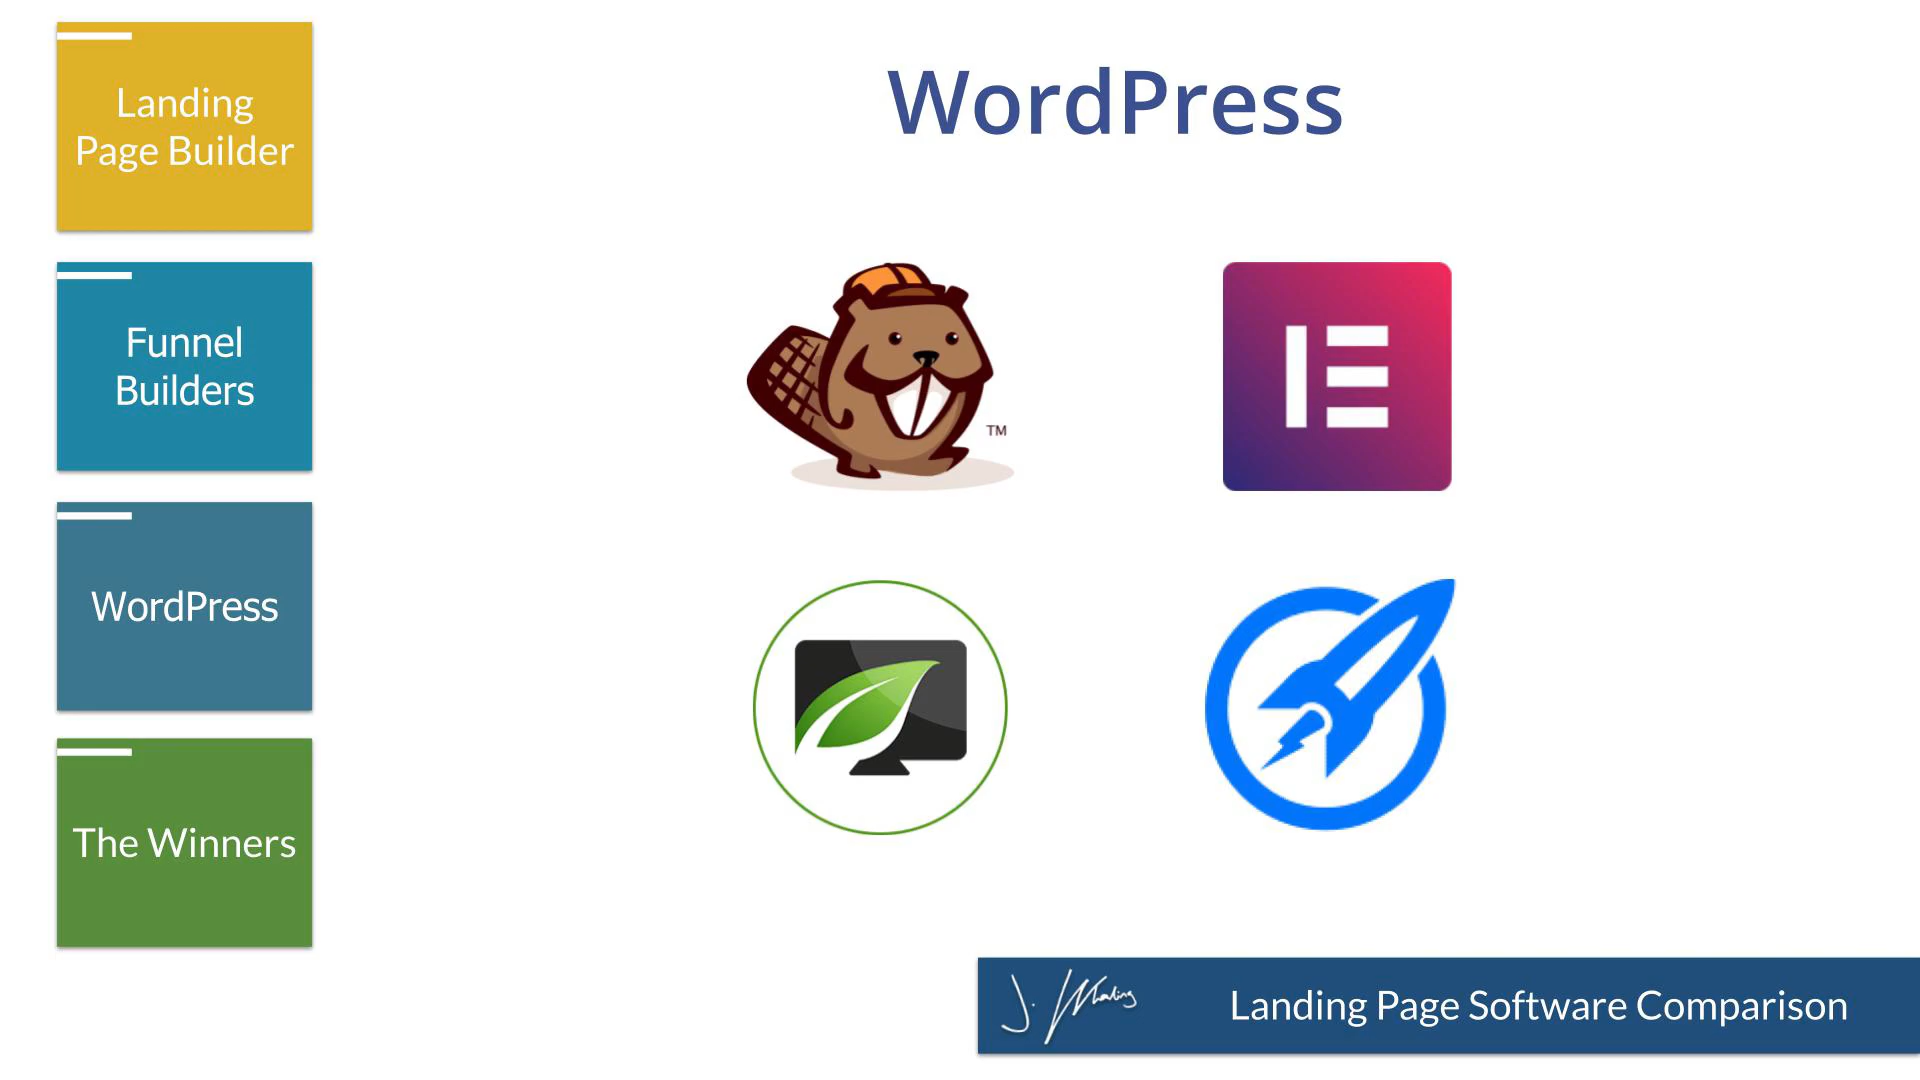 Landing
Page Builder
Funnel
Builders
WordPress
The Winners
WordPress
TM
Landing Page Software Comparison